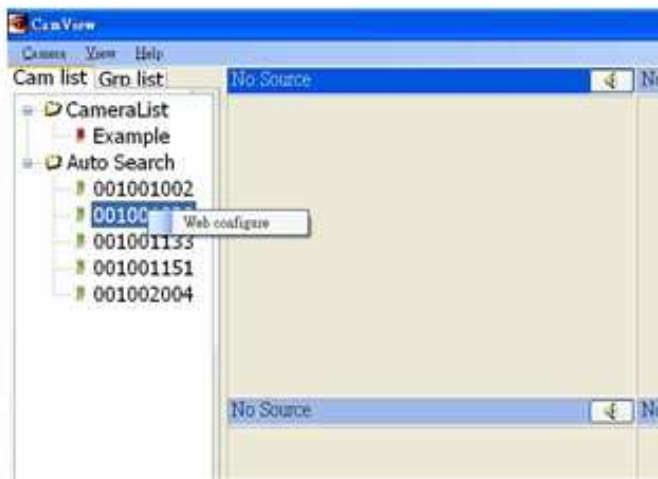 CamView
Camera View Help
Cam list Grp list
No Source
CameraList
Example
Auto Search
001001002
Web configure
001001133
001001151
001002004
No Source